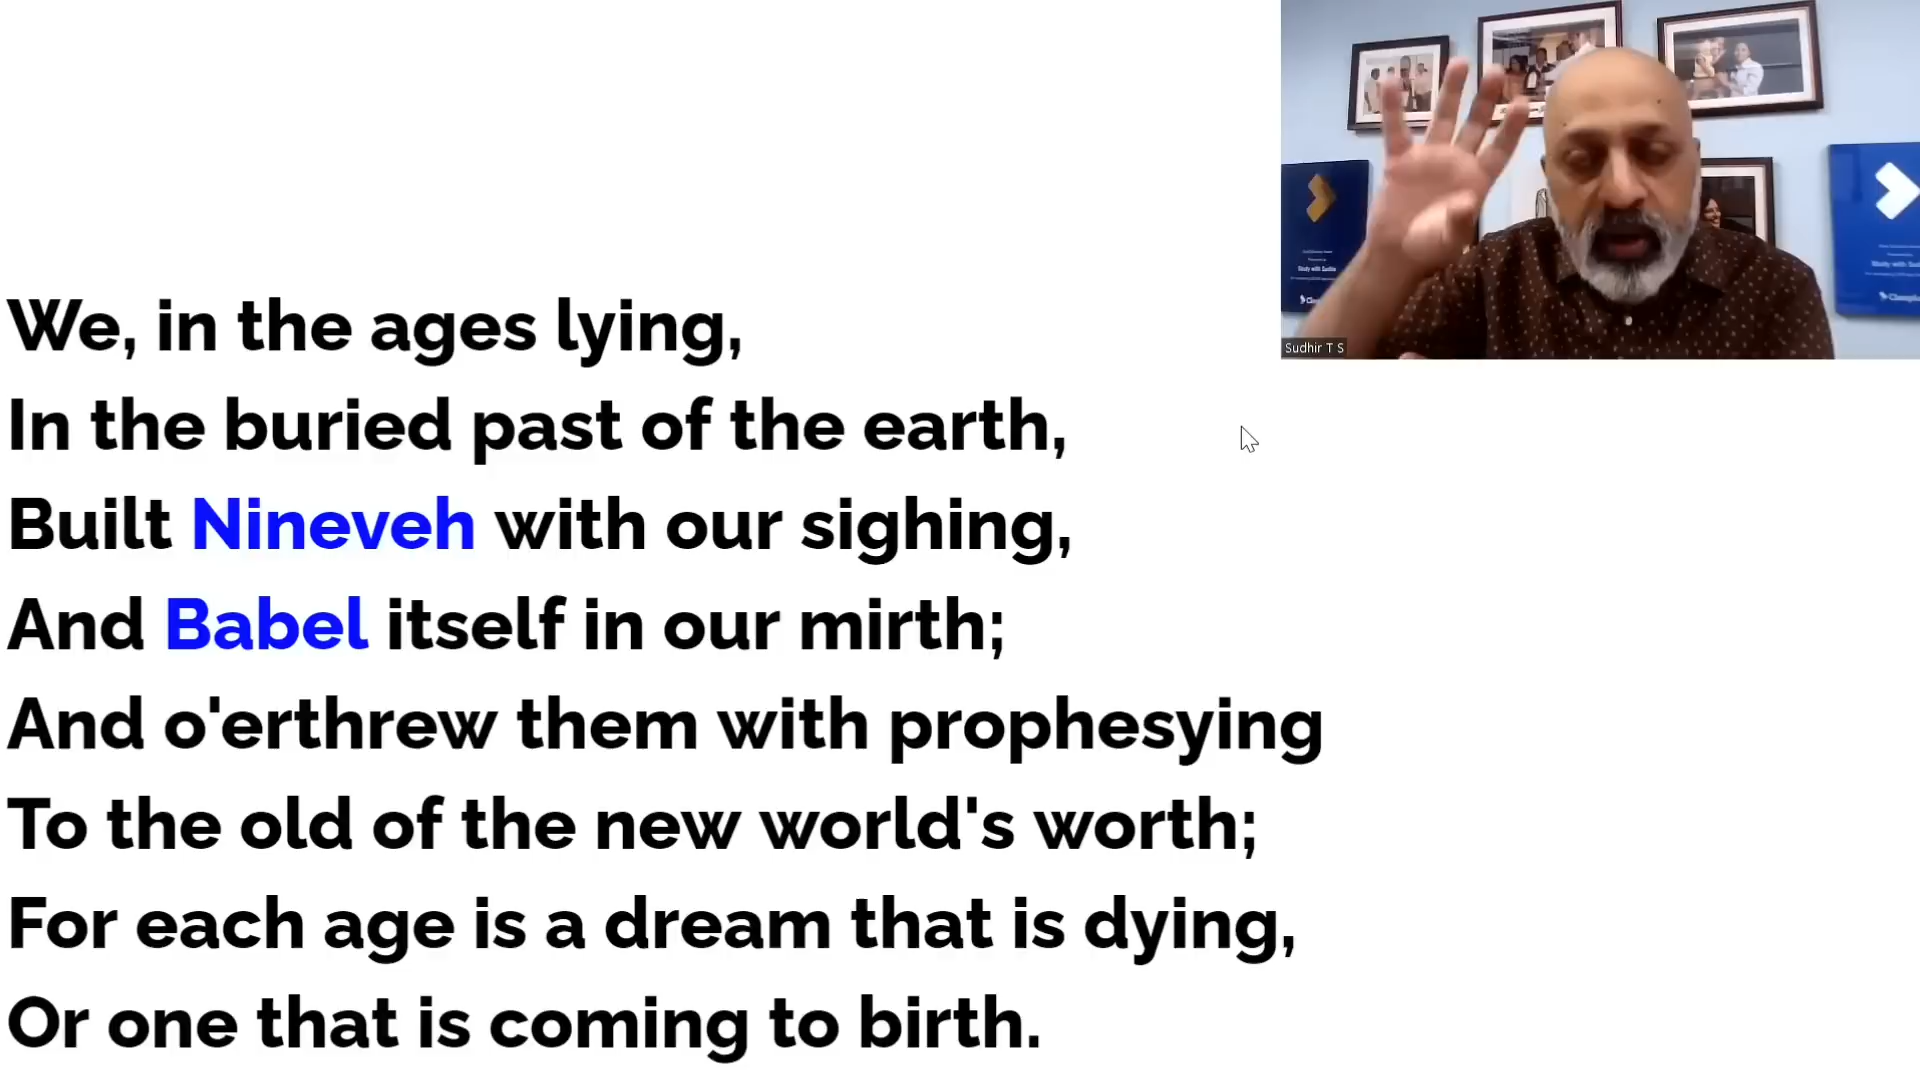 We, in the ages lying,
In the buried past of the earth,
Built Nineveh with our sighing,
And Babel itself in our mirth;
And o'erthrew them with prophesying
To the old of the new world's worth;
For each age is a dream that is dying,
Or one that is coming to birth.
Sudhir T S